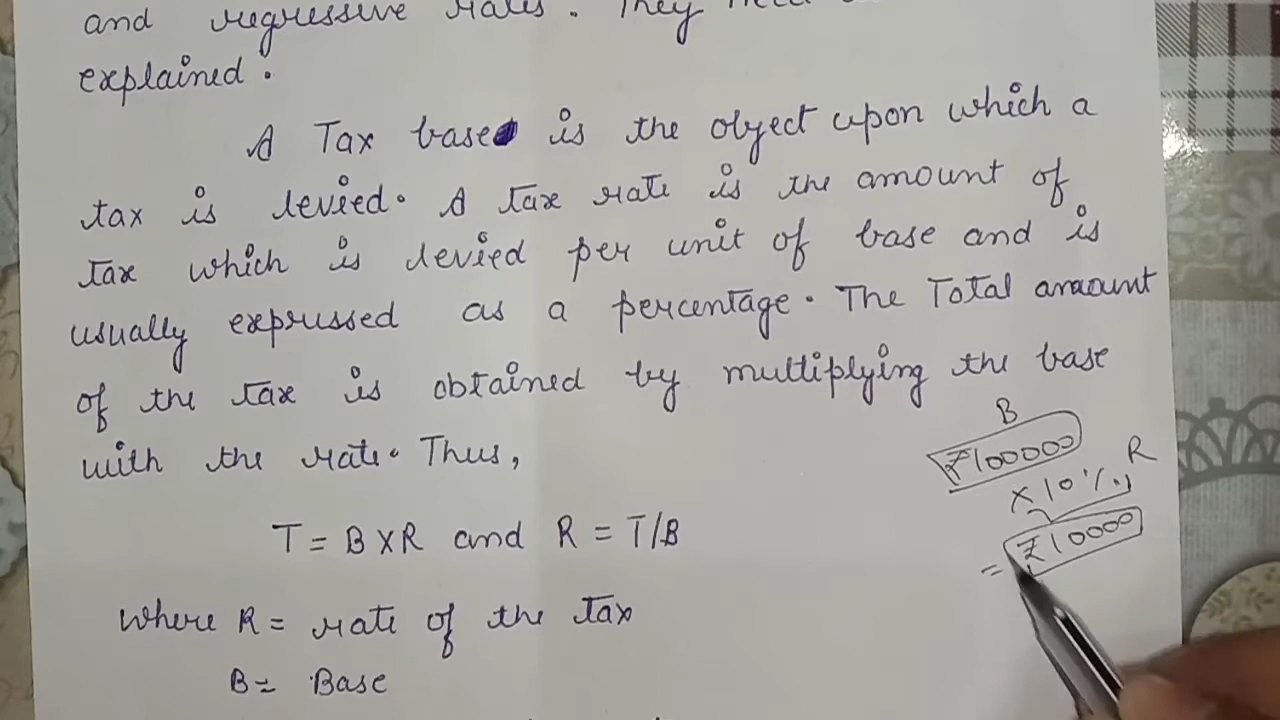 and regressive rates. They need
explained.
A Tax base is the object upon which a
tax is levied. A tax rate is the amount of
tax which is levied per unit of base and is
usually expressed as a percentage. The Total amount
of the tax is obtained by multiplying the base
with the rate. Thus,
B
₹100000
x10% R
= ₹10000
T = B X R and R = T/B
where R = rate of the tax
B = Base